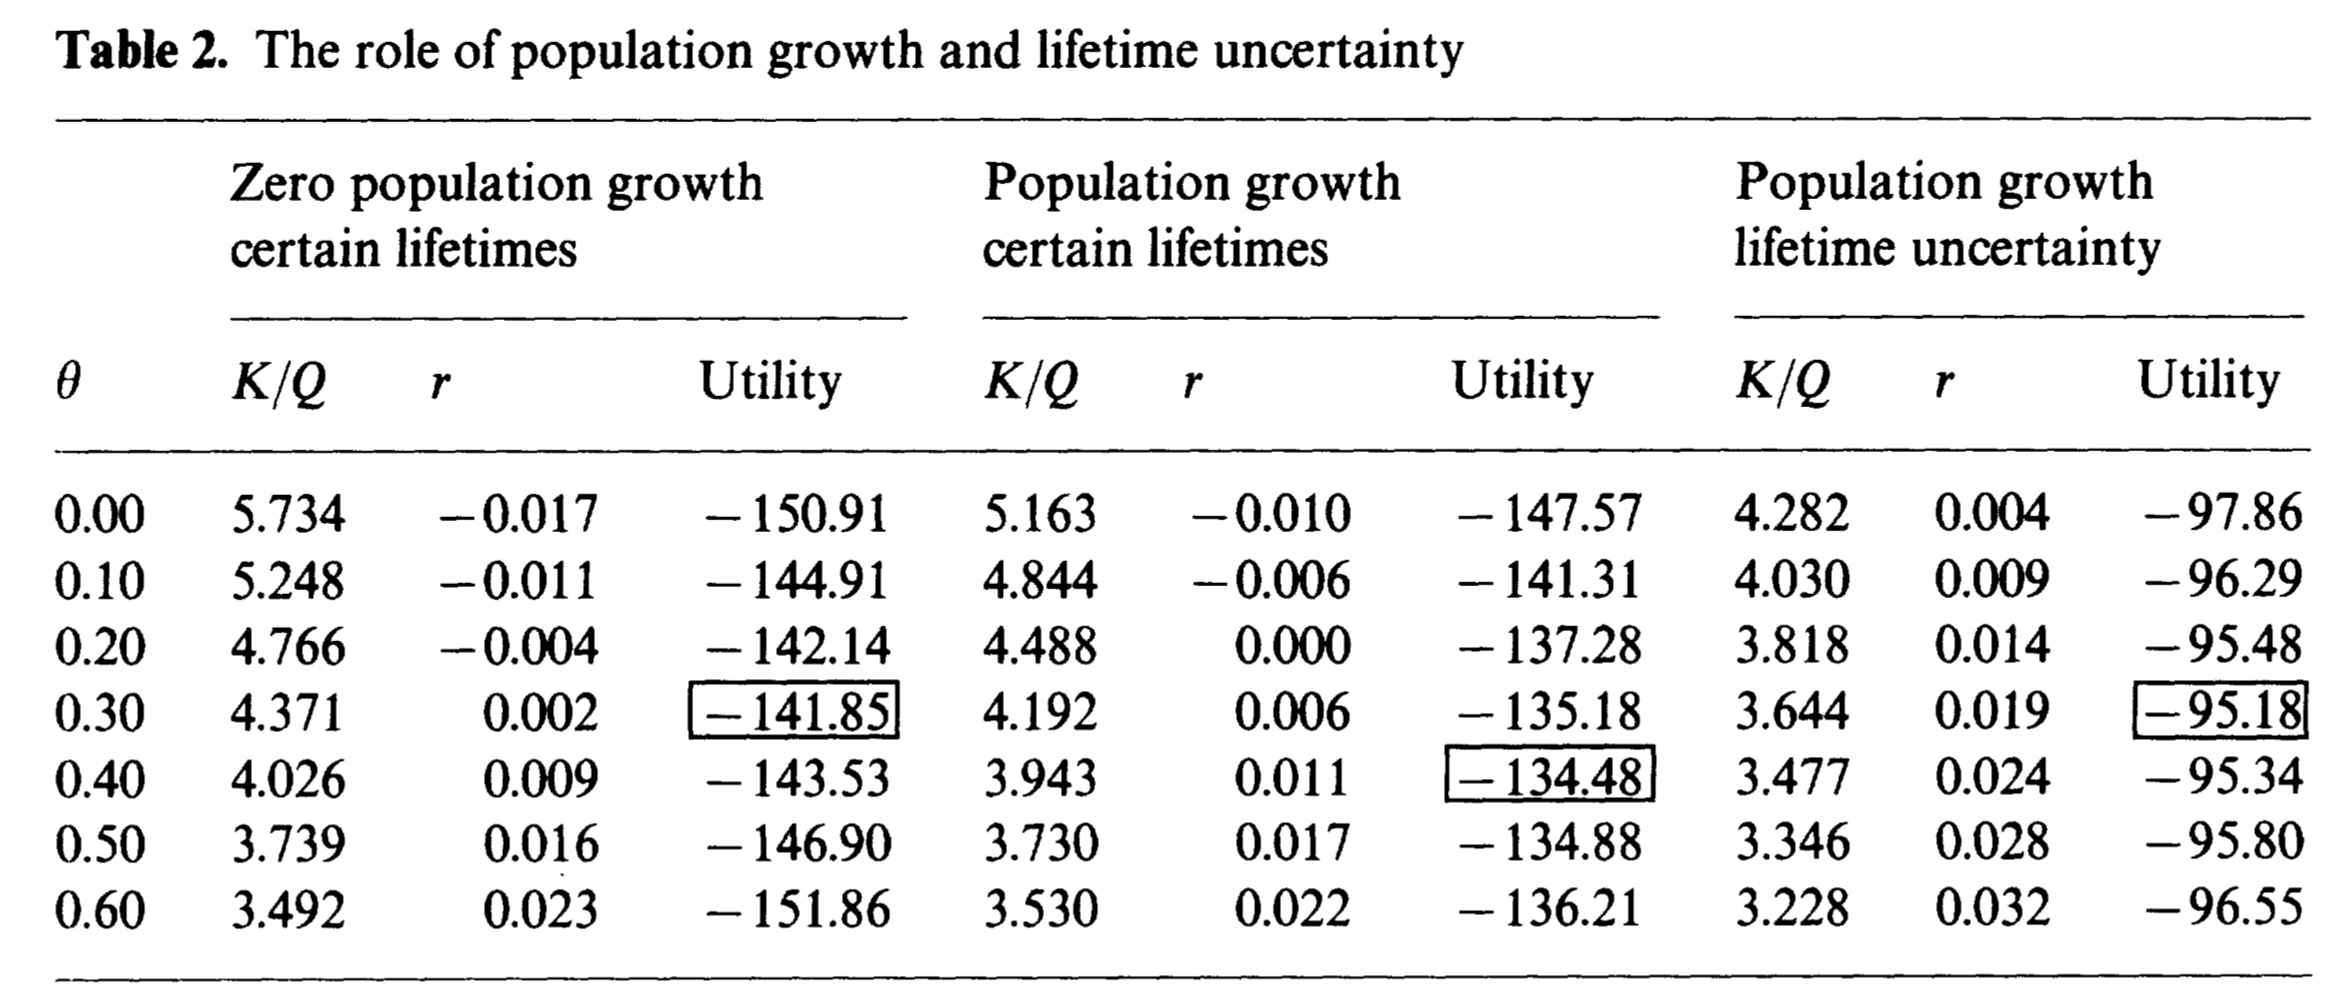 Table 2. The role of population growth and lifetime uncertainty
Zero population growth Population growth Population growth
certain lifetimes certain lifetimes lifetime uncertainty
θ K/Q r Utility K/Q r Utility K/Q r Utility
0.00 5.734 −0.017 −150.91 5.163 −0.010 −147.57 4.282 0.004 −97.86
0.10 5.248 −0.011 −144.91 4.844 −0.006 −141.31 4.030 0.009 −96.29
0.20 4.766 −0.004 −142.14 4.488 0.000 −137.28 3.818 0.014 −95.48
0.30 4.371 0.002 −141.85 4.192 0.006 −135.18 3.644 0.019 −95.18
0.40 4.026 0.009 −143.53 3.943 0.011 −134.48 3.477 0.024 −95.34
0.50 3.739 0.016 −146.90 3.730 0.017 −134.88 3.346 0.028 −95.80
0.60 3.492 0.023 −151.86 3.530 0.022 −136.21 3.228 0.032 −96.55